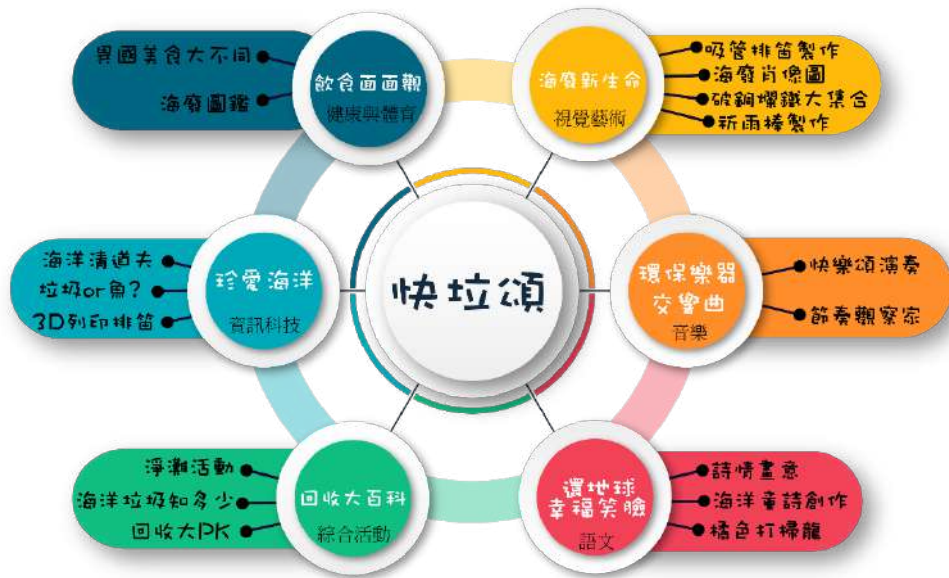 異國美食大不同
海廢圖鑑
飲食面面觀
健康與體育
海廢新生命
視覺藝術
吸管排笛製作
海廢肖像圖
破銅爛鐵大集合
祈雨棒製作
海洋清道夫
垃圾or魚?
3D列印排笛
珍愛海洋
資訊科技
快垃頌
環保樂器
交響曲
音樂
快樂頌演奏
節奏觀察家
淨灘活動
海洋垃圾知多少
回收大PK
回收大百科
綜合活動
還地球
幸福笑臉
語文
詩情畫意
海洋童詩創作
橘色打掃龍